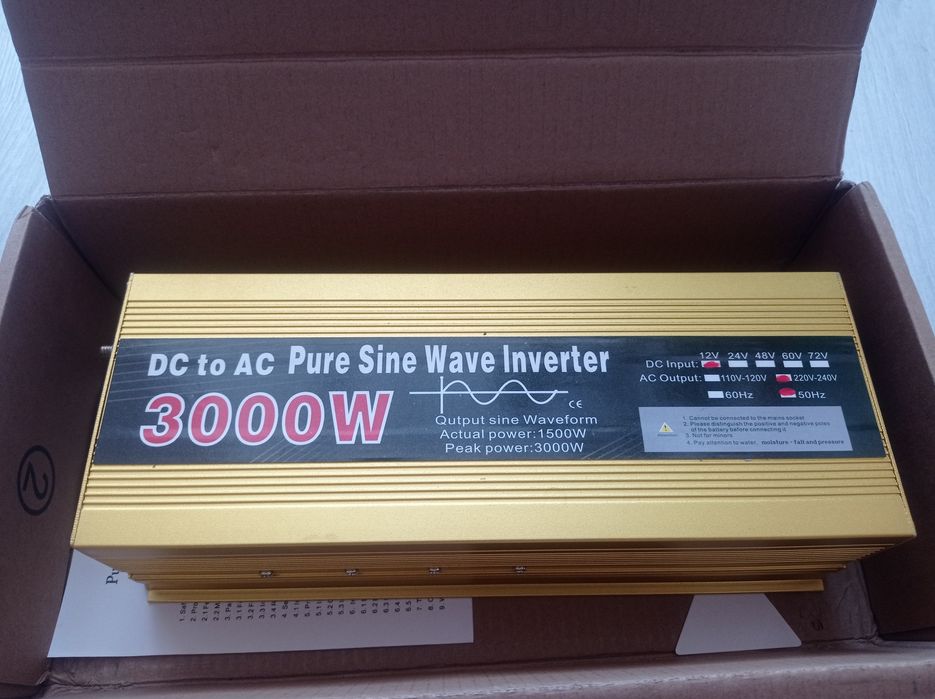 DC to AC Pure Sine Wave Inverter
3000W
CE
Qutput sine Waveform
Actual power:1500W
Peak power:3000W
12V 24V 48V 60V 72V
DC Input:
AC Output: 110V-120V 220V-240V
60Hz 50Hz
1. Cannot be connected to the mains socket
2. Please distinguish the positive and negative poles
of the battery before connecting it
3. Not for minors
4. Pay attention to water, moisture - fall and pressure
2
Pu